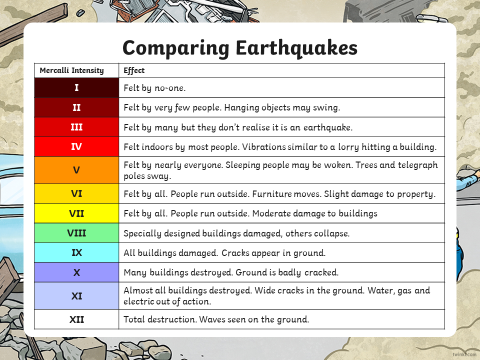 Comparing Earthquakes
Mercalli Intensity Effect
I Felt by no-one.
II Felt by very few people. Hanging objects may swing.
III Felt by many but they don't realise it is an earthquake.
IV Felt indoors by most people. Vibrations similar to a lorry hitting a building.
V Felt by nearly everyone. Sleeping people may be woken. Trees and telegraph
poles sway.
VI Felt by all. People run outside. Furniture moves. Slight damage to property.
VII Felt by all. People run outside. Moderate damage to buildings
VIII Specially designed buildings damaged, others collapse.
IX All buildings damaged. Cracks appear in ground.
X Many buildings destroyed. Ground is badly cracked.
XI Almost all buildings destroyed. Wide cracks in the ground. Water, gas and
electric out of action.
XII Total destruction. Waves seen on the ground.